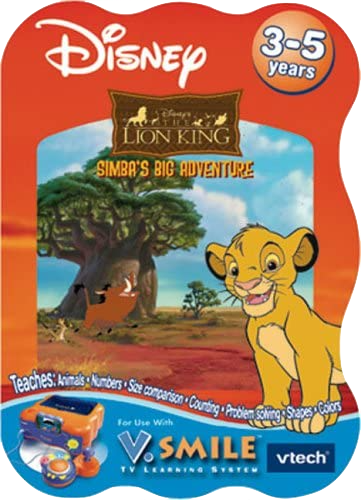 Disney
3-5
years
Disney's
THE
LION KING
SIMBA'S BIG ADVENTURE
Teaches: Animals • Numbers • Size comparison • Counting • Problem solving • Shapes • Colors
For Use With
V.SMILE™
TV LEARNING SYSTEM
vtech